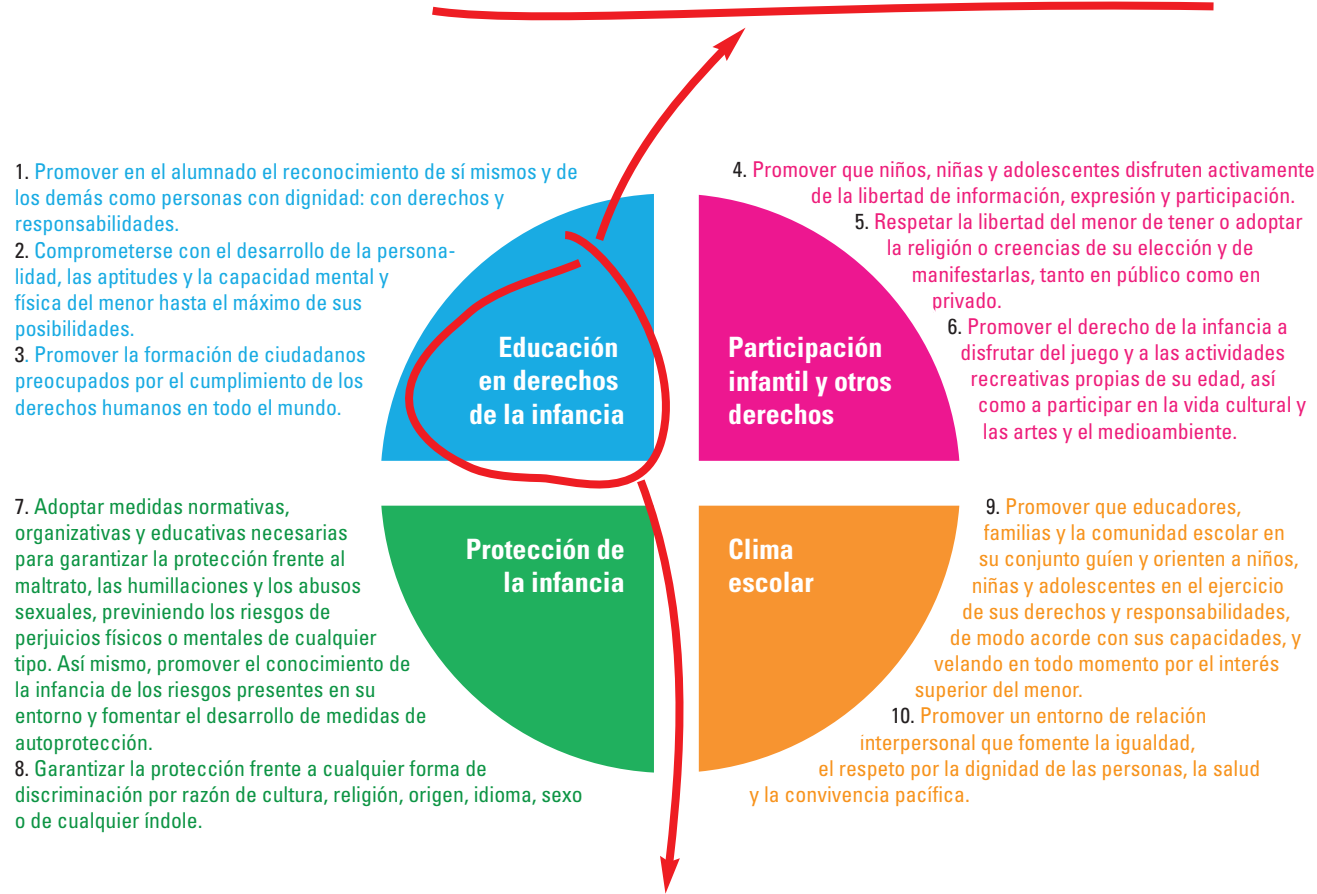 1. Promover en el alumnado el reconocimiento de sí mismos y de
los demás como personas con dignidad: con derechos y
responsabilidades.
2. Comprometerse con el desarrollo de la persona-
lidad, las aptitudes y la capacidad mental y
física del menor hasta el máximo de sus
posibilidades.
3. Promover la formación de ciudadanos
preocupados por el cumplimiento de los
derechos humanos en todo el mundo.
Educación
en derechos
de la infancia
4. Promover que niños, niñas y adolescentes disfruten activamente
de la libertad de información, expresión y participación.
5. Respetar la libertad del menor de tener o adoptar
la religión o creencias de su elección y de
manifestarlas, tanto en público como en
privado.
6. Promover el derecho de la infancia a
disfrutar del juego y a las actividades
recreativas propias de su edad, así
como a participar en la vida cultural y
las artes y el medioambiente.
Participación
infantil y otros
derechos
7. Adoptar medidas normativas,
organizativas y educativas necesarias
para garantizar la protección frente al
maltrato, las humillaciones y los abusos
sexuales, previniendo los riesgos de
perjuicios físicos o mentales de cualquier
tipo. Así mismo, promover el conocimiento de
la infancia de los riesgos presentes en su
entorno y fomentar el desarrollo de medidas de
autoprotección.
8. Garantizar la protección frente a cualquier forma de
discriminación por razón de cultura, religión, origen, idioma, sexo
o de cualquier índole.
Protección de
la infancia
Clima
escolar
9. Promover que educadores,
familias y la comunidad escolar en
su conjunto guíen y orienten a niños,
niñas y adolescentes en el ejercicio
de sus derechos y responsabilidades,
de modo acorde con sus capacidades, y
velando en todo momento por el interés
superior del menor.
10. Promover un entorno de relación
interpersonal que fomente la igualdad,
el respeto por la dignidad de las personas, la salud
y la convivencia pacífica.